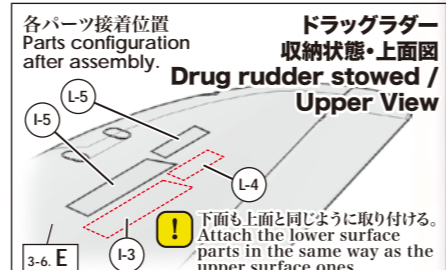 各パーツ接着位置
Parts configuration
after assembly.
ドラッグラダー
収納状態・上面図
Drug rudder stowed /
Upper View
L-5
I-5
L-4
I-3
3-6. E
!
下面も上面と同じように取り付ける。
Attach the lower surface
parts in the same way as the
upper surface ones.